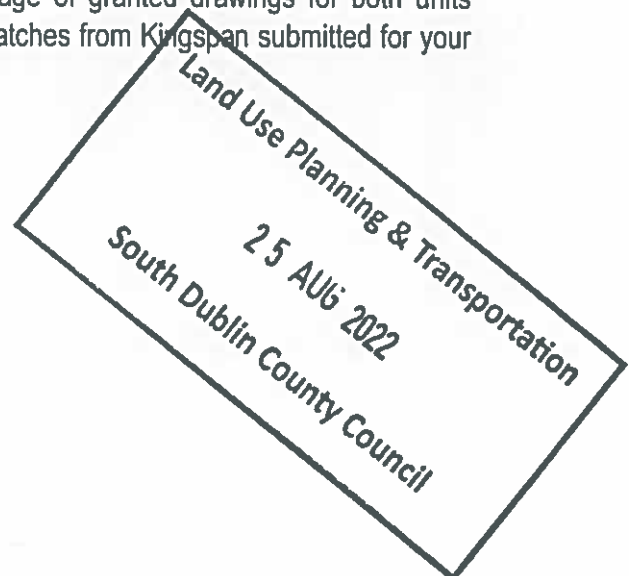 age of granted drawings for both units
atches from Kingspan submitted for your
Land Use Planning & Transportation
25 AUG 2022
South Dublin County Council